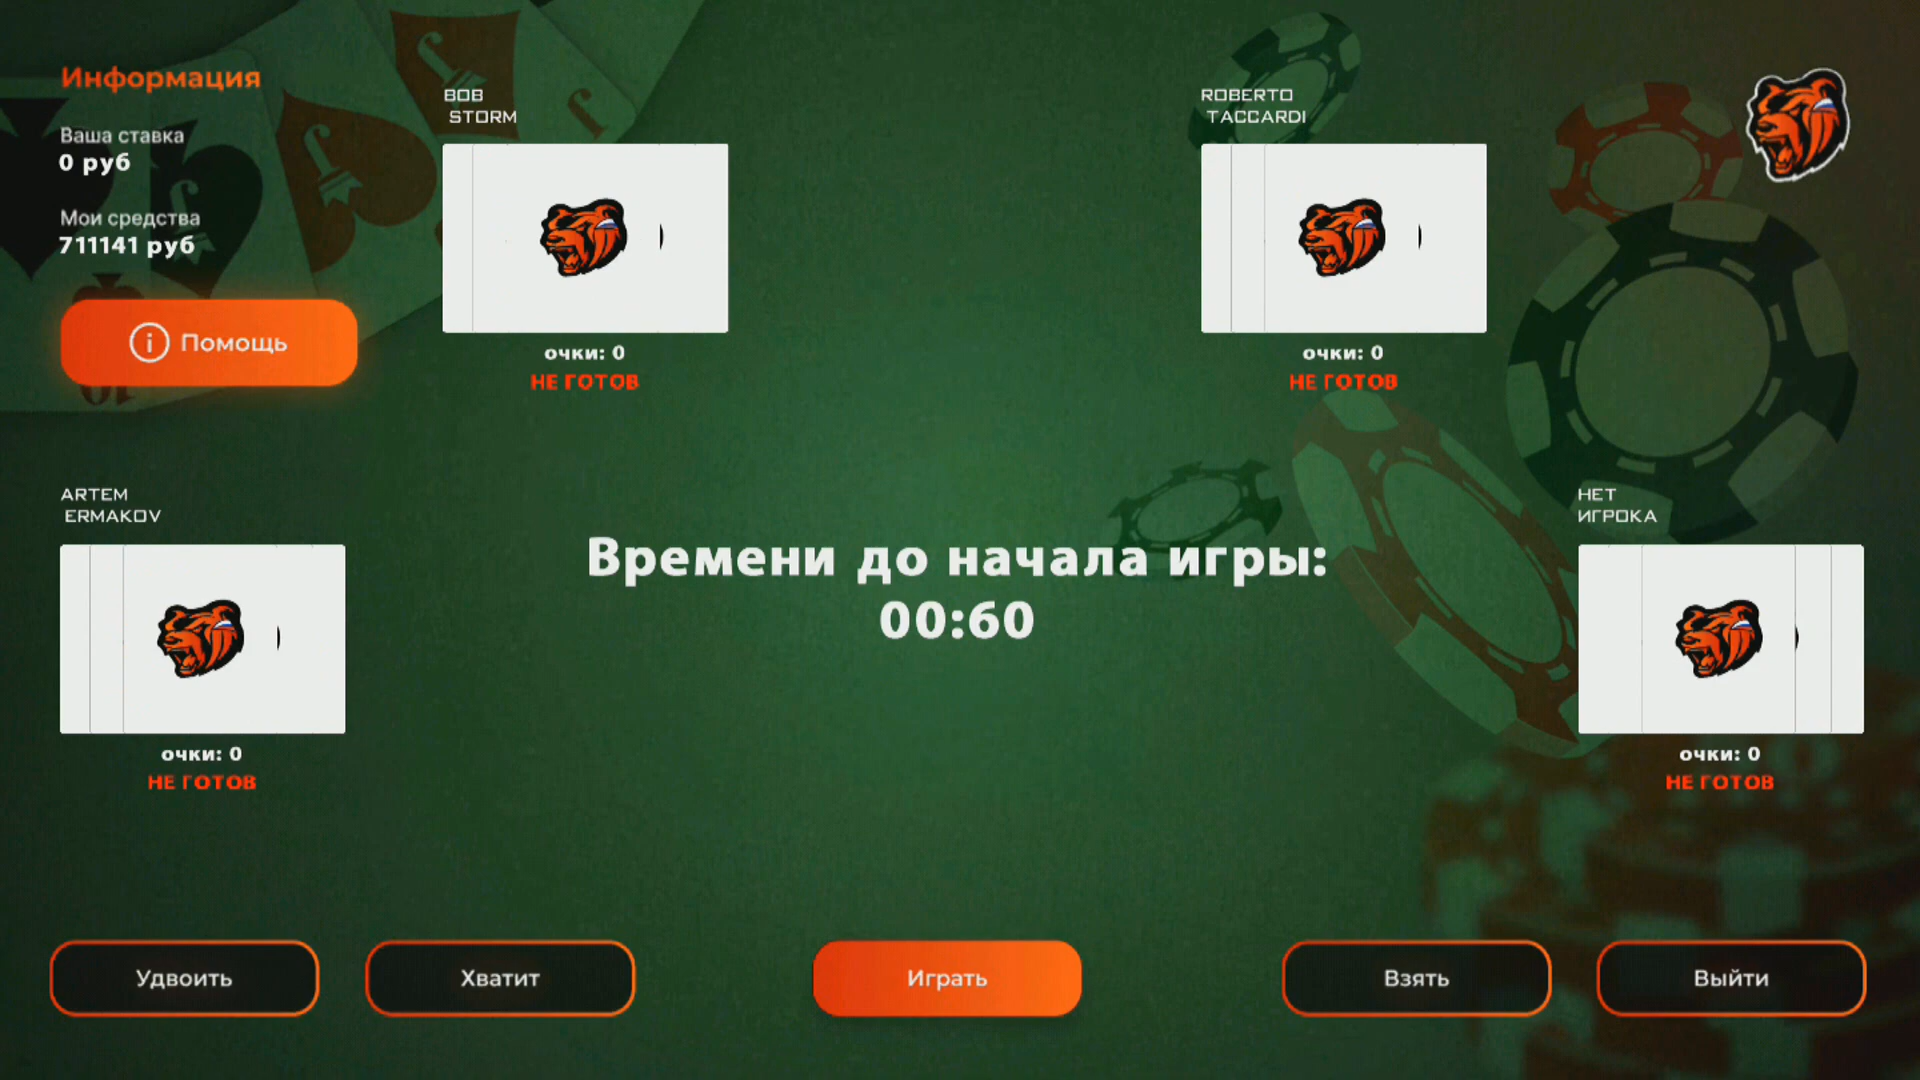 Информация
Ваша ставка
0 руб
Мои средства
711141 руб
Помощь
BOB
STORM
очки: 0
НЕ ГОТОВ
ROBERTO
TACCARDI
очки: 0
НЕ ГОТОВ
ARTEM
ERMAKOV
очки: 0
НЕ ГОТОВ
Времени до начала игры:
00:60
НЕТ
ИГРОКА
очки: 0
НЕ ГОТОВ
Удвоить
Хватит
Играть
Взять
Выйти